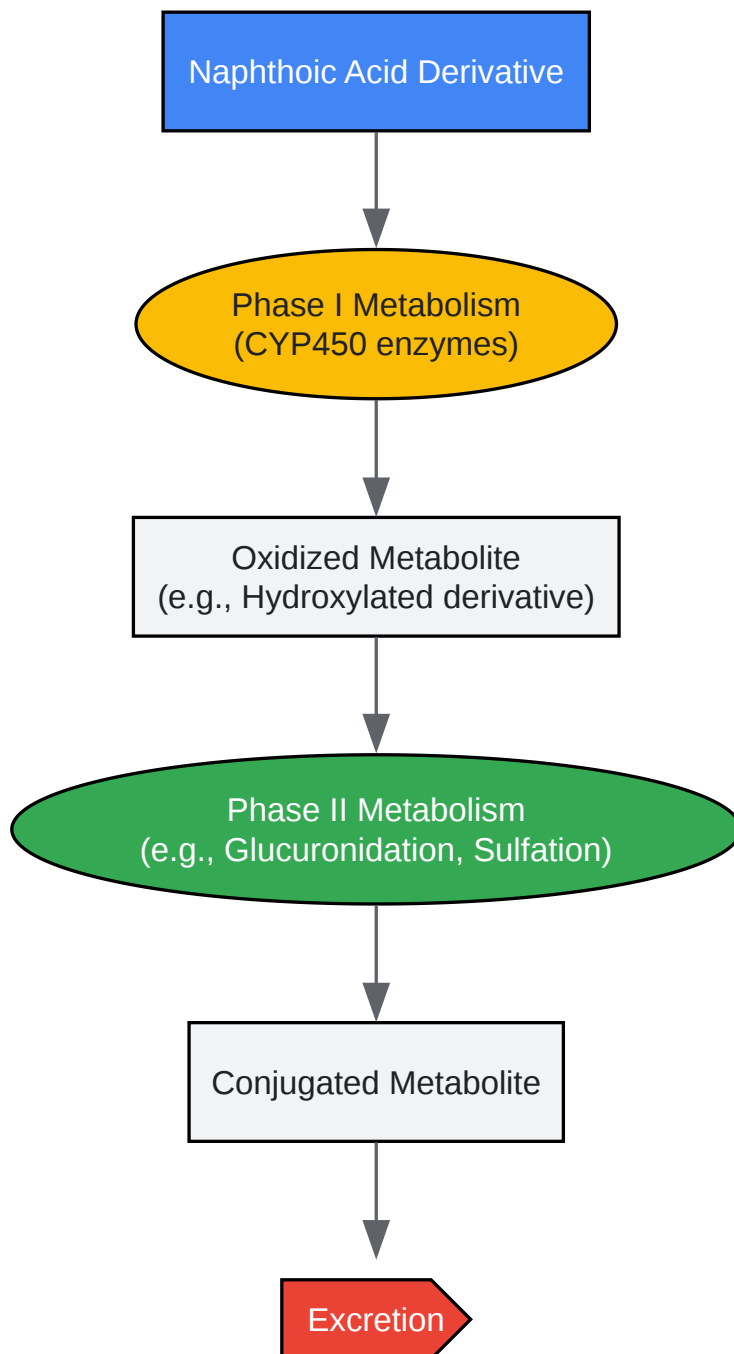 Naphthoic Acid Derivative
Phase I Metabolism
(CYP450 enzymes)
Oxidized Metabolite
(e.g., Hydroxylated derivative)
Phase II Metabolism
(e.g., Glucuronidation, Sulfation)
Conjugated Metabolite
Excretion